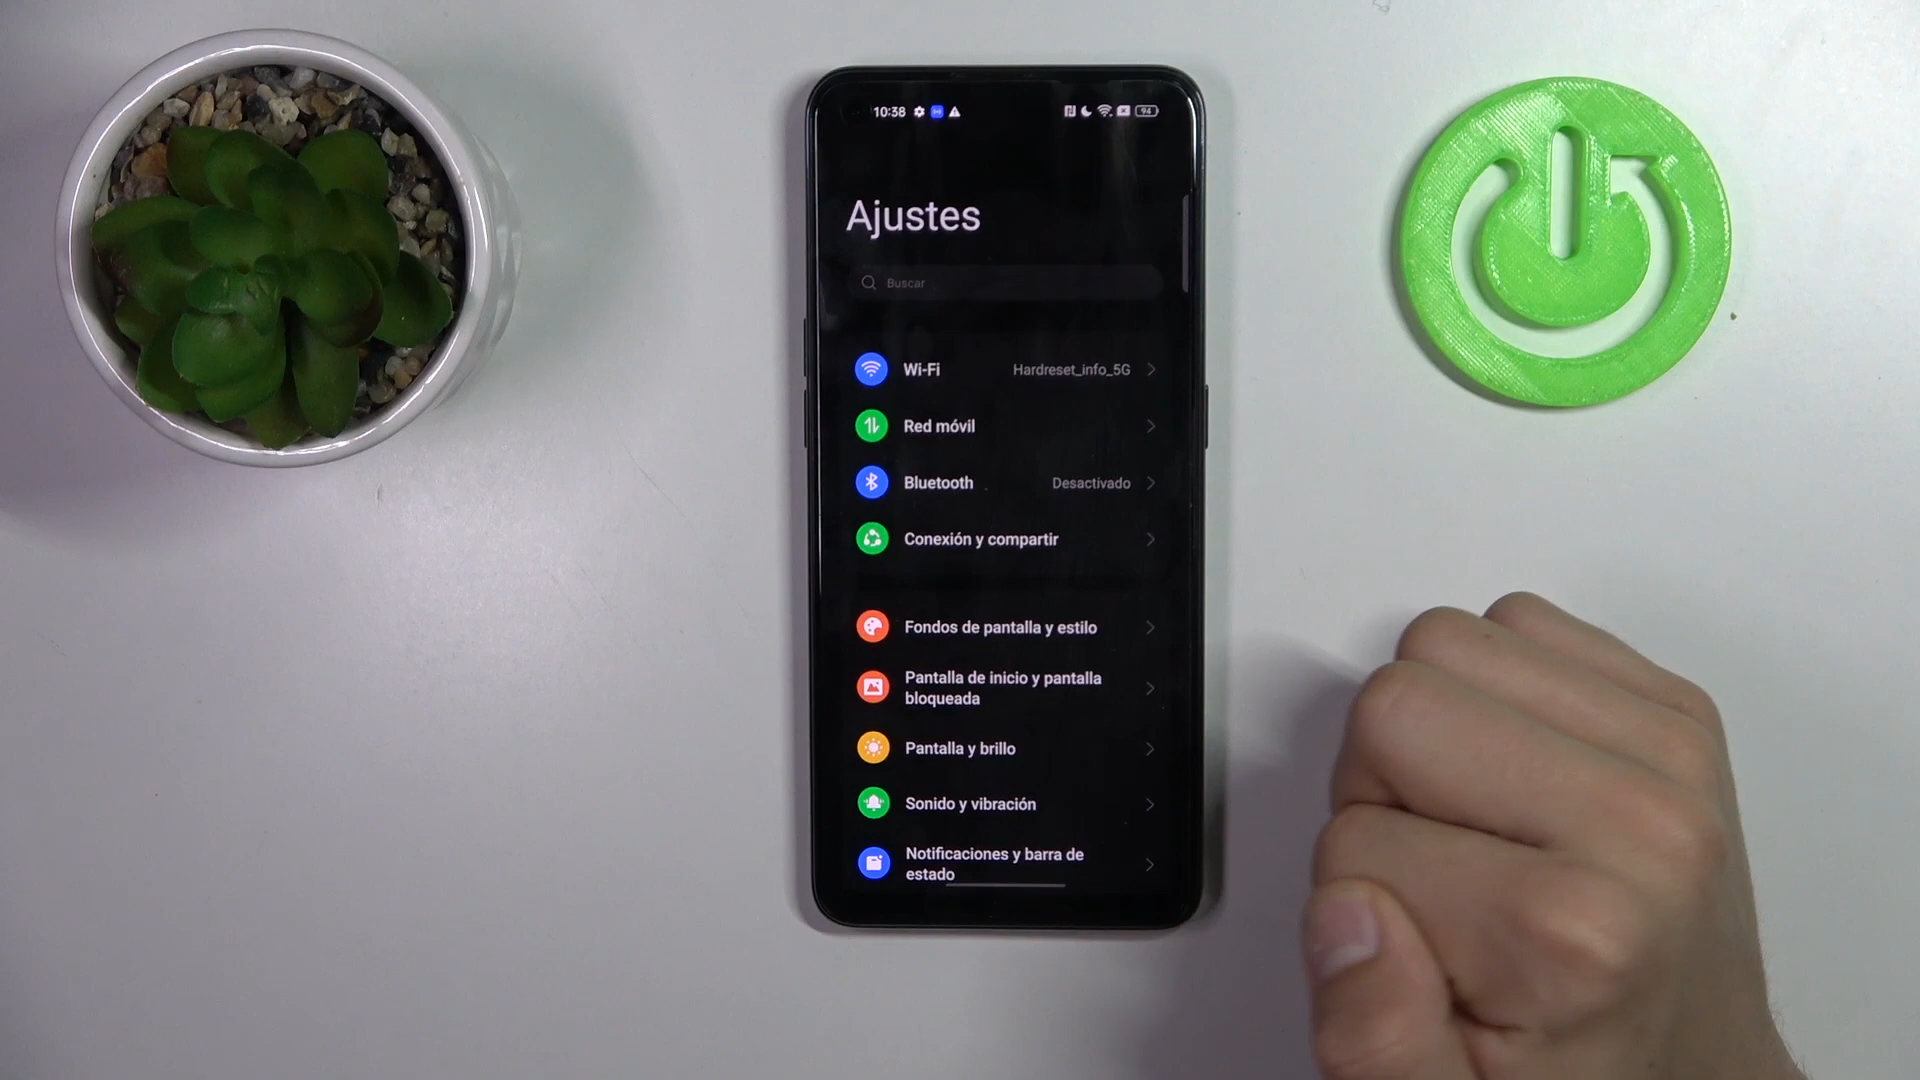 10:38
94
Ajustes
Buscar
Wi-Fi Hardreset_info_5G
Red móvil
Bluetooth Desactivado
Conexión y compartir
Fondos de pantalla y estilo
Pantalla de inicio y pantalla
bloqueada
Pantalla y brillo
Sonido y vibración
Notificaciones y barra de
estado